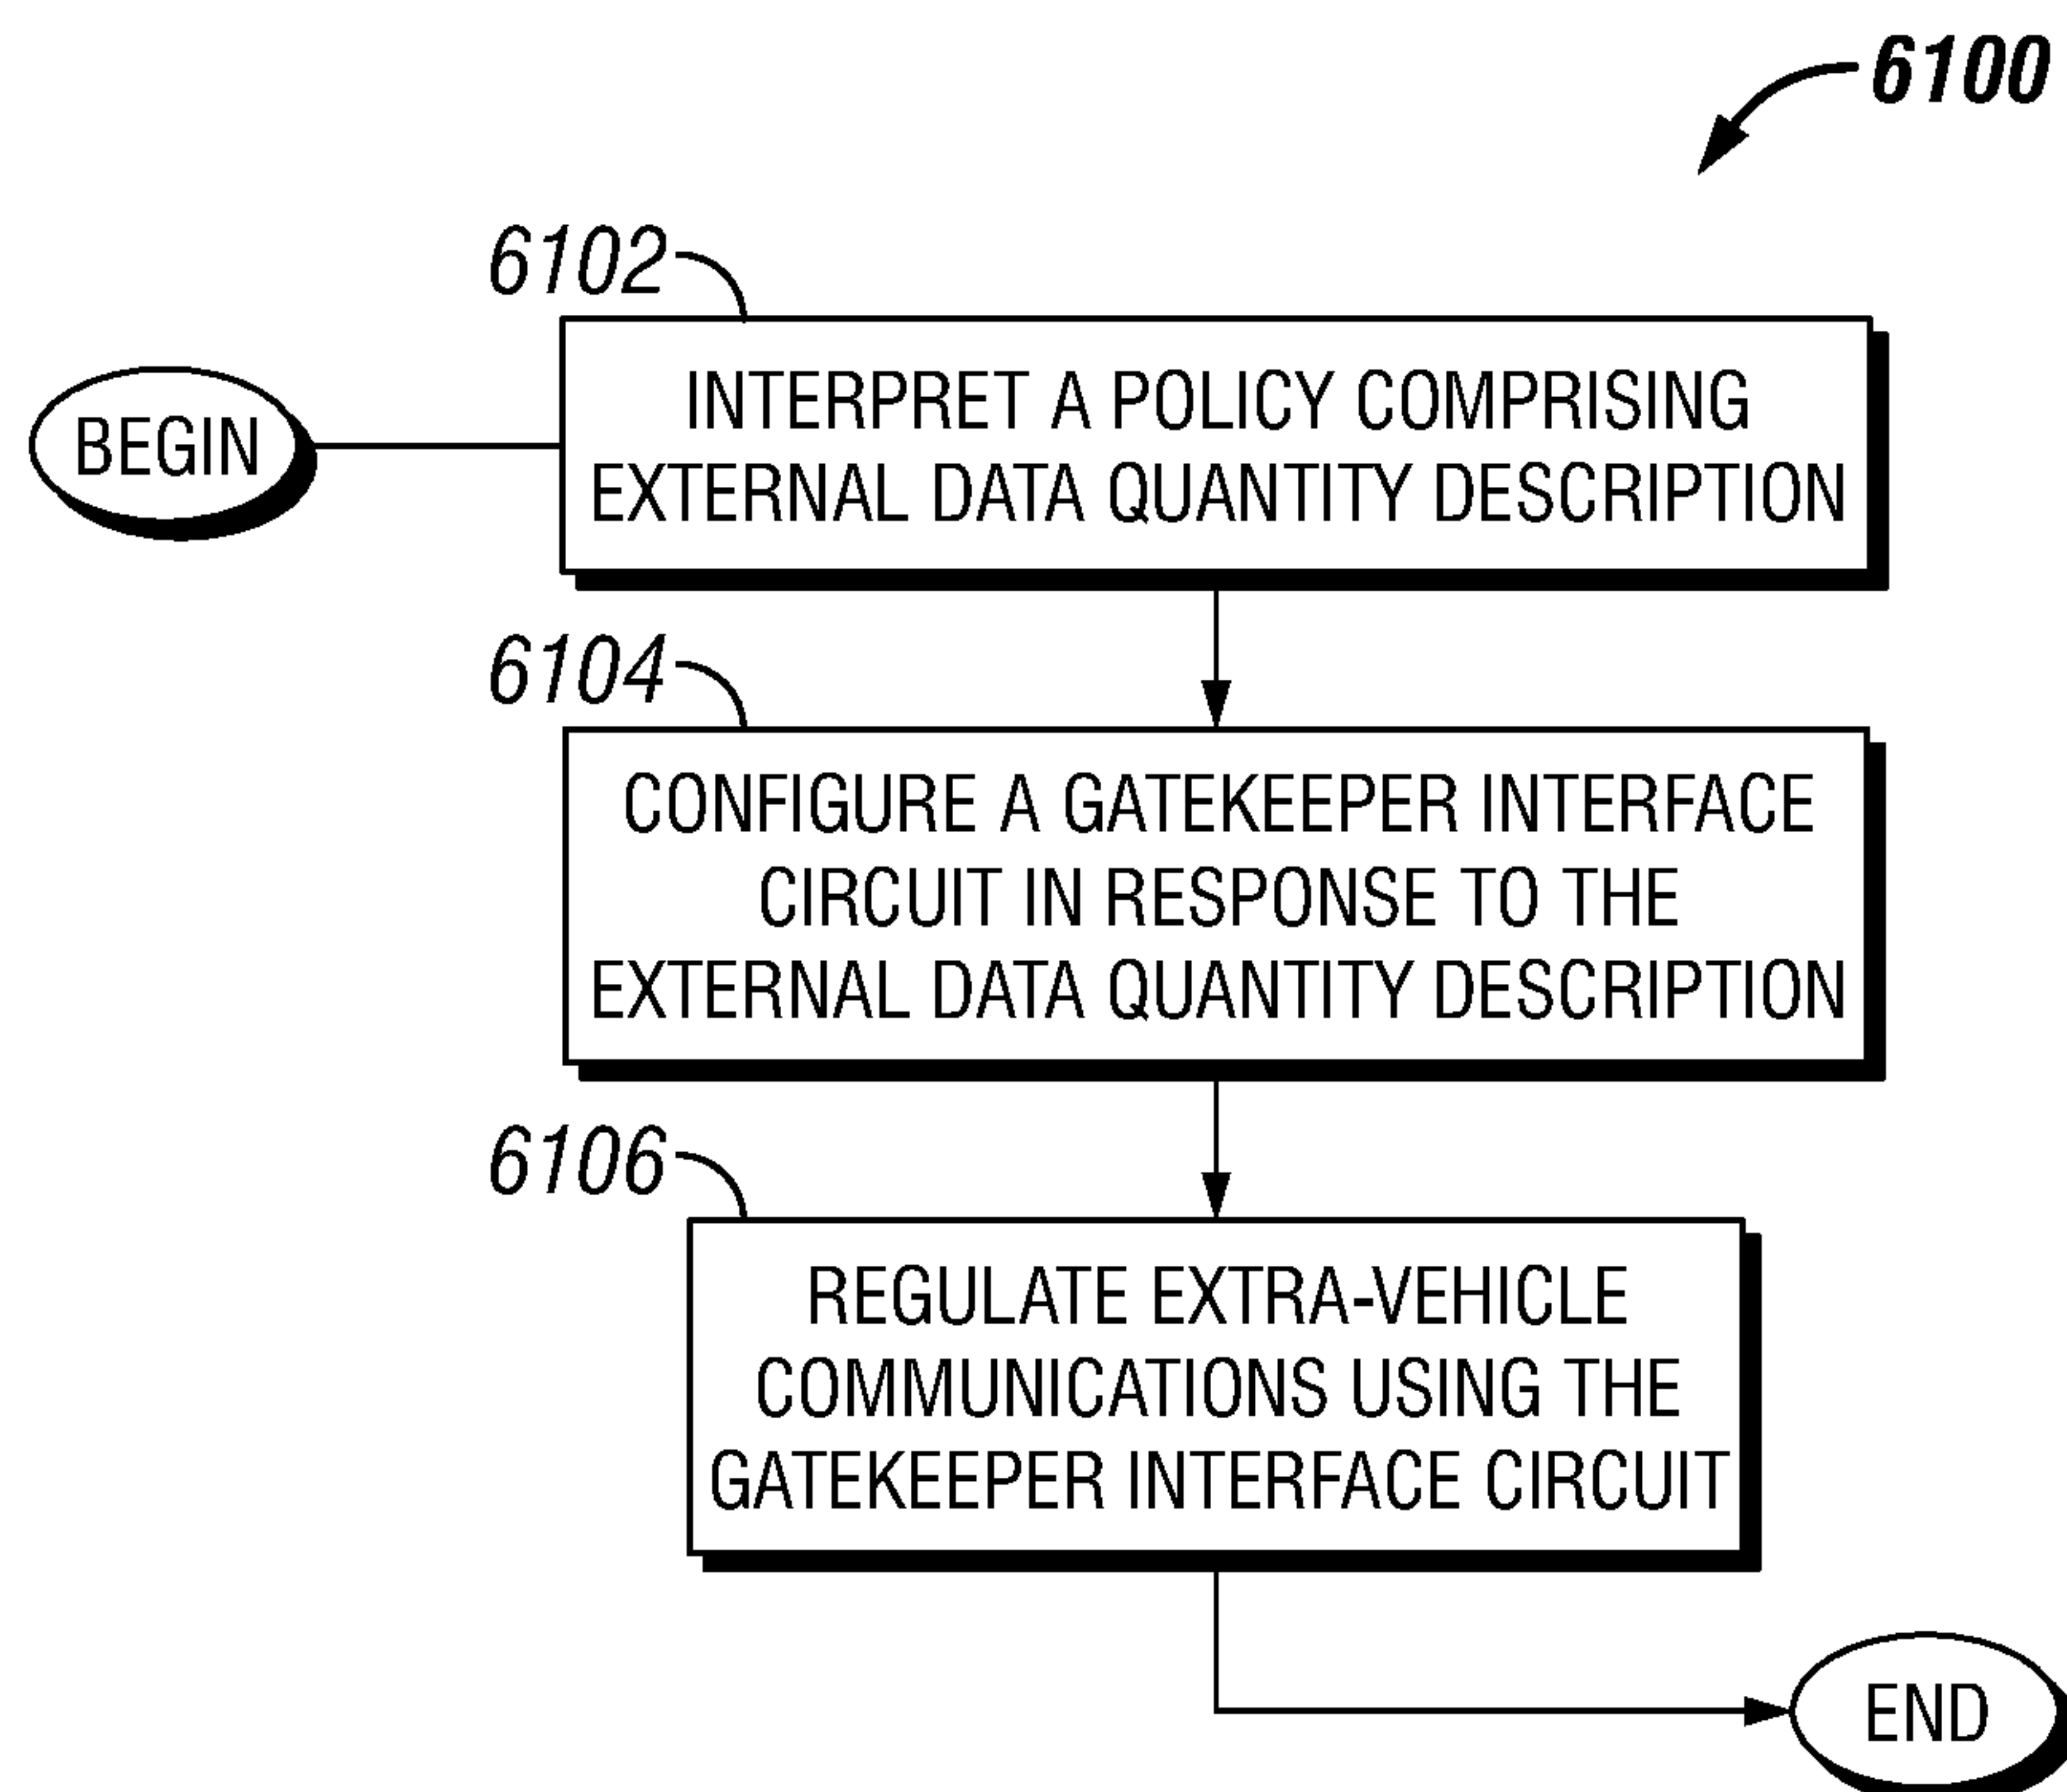 6100
6102
BEGIN
INTERPRET A POLICY COMPRISING
EXTERNAL DATA QUANTITY DESCRIPTION
6104
CONFIGURE A GATEKEEPER INTERFACE
CIRCUIT IN RESPONSE TO THE
EXTERNAL DATA QUANTITY DESCRIPTION
6106
REGULATE EXTRA-VEHICLE
COMMUNICATIONS USING THE
GATEKEEPER INTERFACE CIRCUIT
END